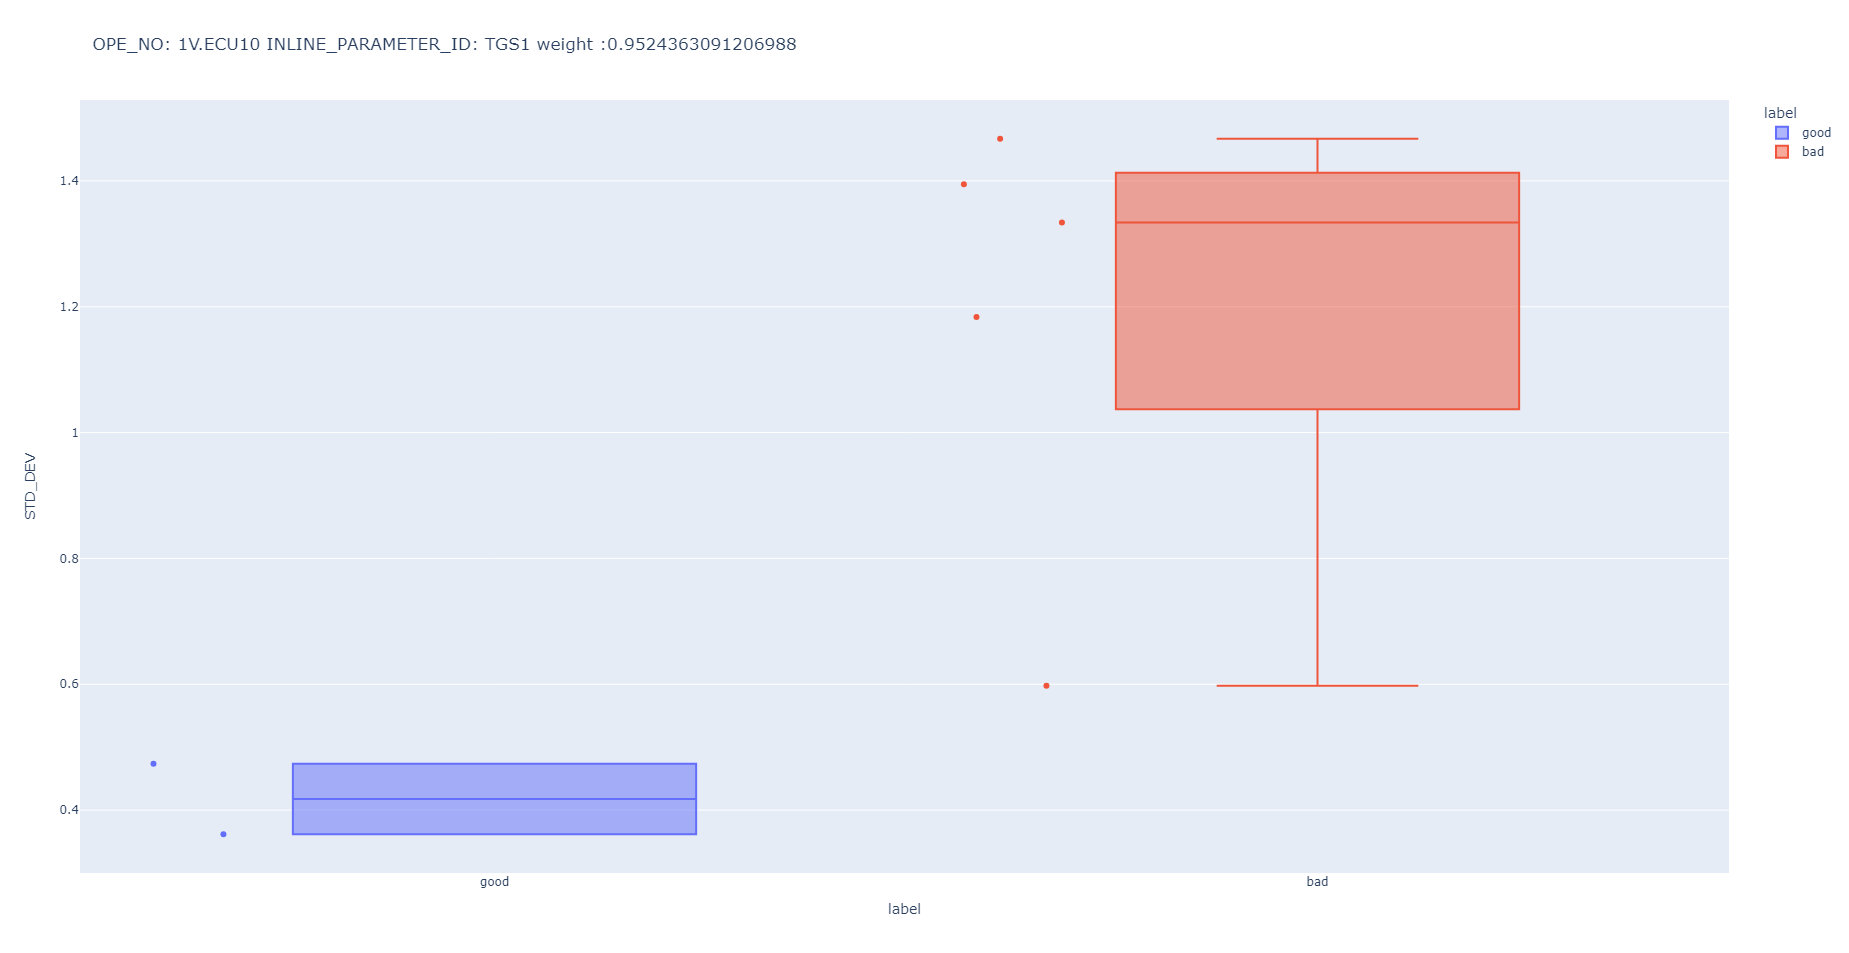 OPE_NO: 1V.ECU10 INLINE_PARAMETER_ID: TGS1 weight :0.9524363091206988
label
good
bad
1.4
1.2
1
0.8
0.6
0.4
STD_DEV
good
bad
label